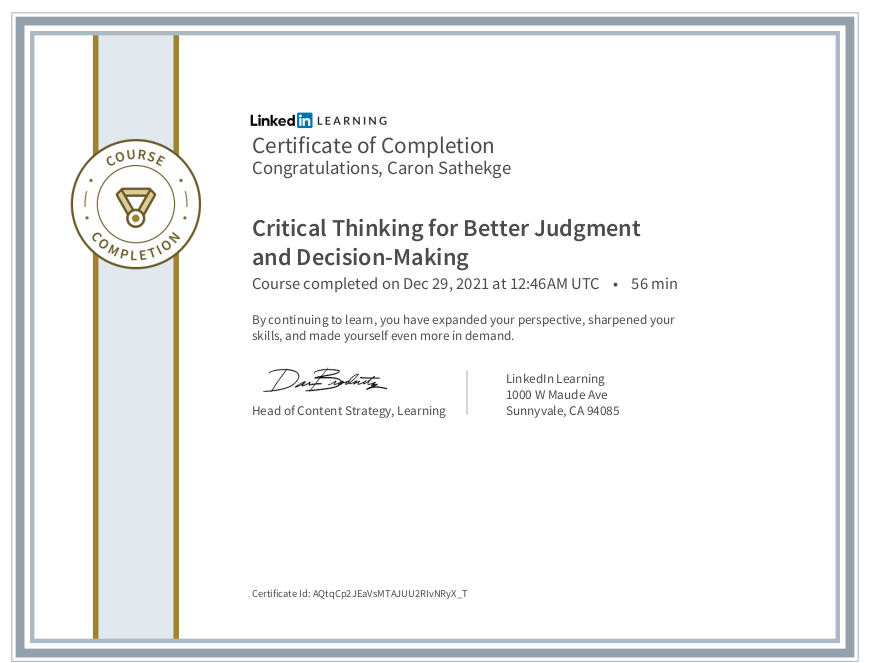 COURSE
COMPLETION
Linked in LEARNING
Certificate of Completion
Congratulations, Caron Sathekge
Critical Thinking for Better Judgment
and Decision-Making
Course completed on Dec 29, 2021 at 12:46AM UTC • 56 min
By continuing to learn, you have expanded your perspective, sharpened your
skills, and made yourself even more in demand.
Head of Content Strategy, Learning
LinkedIn Learning
1000 W Maude Ave
Sunnyvale, CA 94085
Certificate Id: AQtqCp2JEaVsMTAJUU2RIvNRyX_T